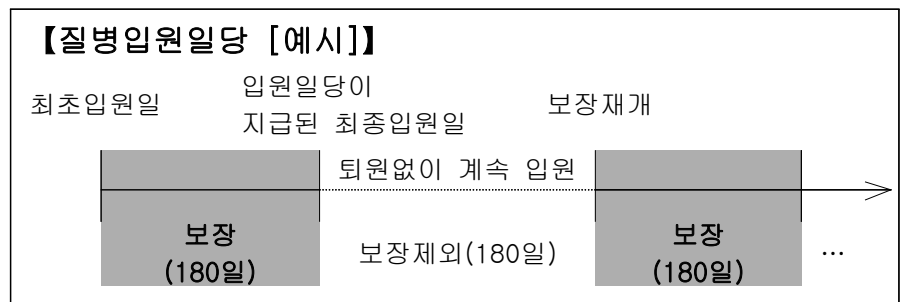 【질병입원일당 [예시]】
최초입원일
입원일당이
지급된 최종입원일
보장재개
퇴원없이 계속 입원
보장
(180일)
보장제외(180일)
보장
(180일)
…